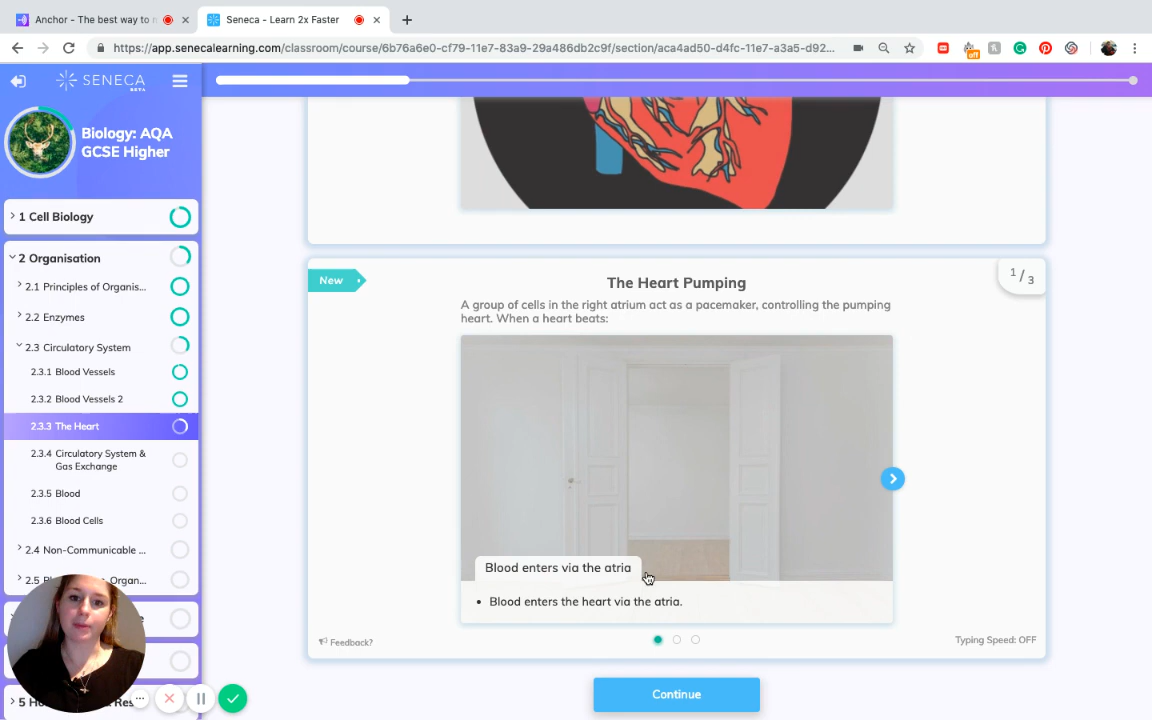 Anchor - The best way to
Seneca - Learn 2x Faster
https://app.senecalearning.com/classroom/course/6b76a6e0-cf79-11e7-83a9-29a486db2c9f/section/aca4ad50-d4fc-11e7-a3a5-d92...
off
SENECA
BETA
Biology: AQA
GCSE Higher
1 Cell Biology
2 Organisation
2.1 Principles of Organis...
2.2 Enzymes
2.3 Circulatory System
2.3.1 Blood Vessels
2.3.2 Blood Vessels 2
2.3.3 The Heart
2.3.4 Circulatory System &
Gas Exchange
2.3.5 Blood
2.3.6 Blood Cells
2.4 Non-Communicable ...
2.5
Organ...
New
The Heart Pumping
1 / 3
A group of cells in the right atrium act as a pacemaker, controlling the pumping
heart. When a heart beats:
Blood enters via the atria
• Blood enters the heart via the atria.
Feedback?
Typing Speed: OFF
Continue